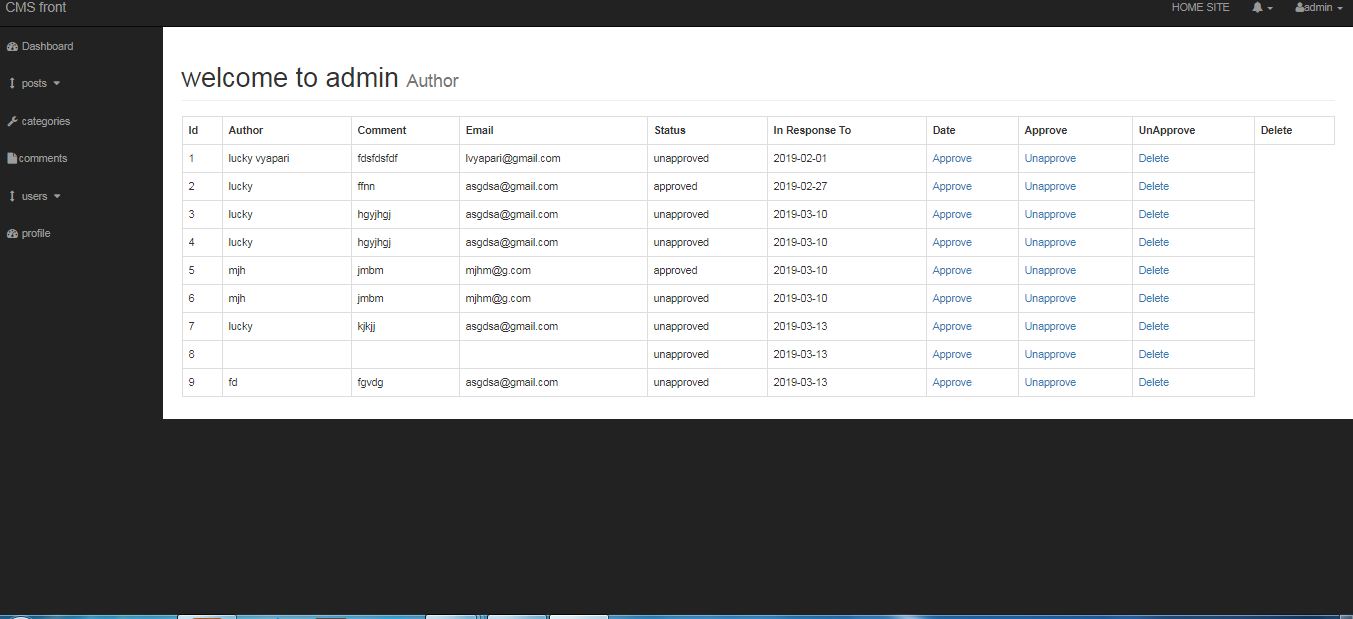 CMS front HOME SITE admin
Dashboard
posts
categories
comments
users
profile
welcome to admin Author
Id Author Comment Email Status In Response To Date Approve UnApprove Delete
1 lucky vyapari fdsfdsfdf lvyapari@gmail.com unapproved 2019-02-01 Approve Unapprove Delete
2 lucky ffnn asgdsa@gmail.com approved 2019-02-27 Approve Unapprove Delete
3 lucky hgyjhgj asgdsa@gmail.com unapproved 2019-03-10 Approve Unapprove Delete
4 lucky hgyjhgj asgdsa@gmail.com unapproved 2019-03-10 Approve Unapprove Delete
5 mjh jmbm mjhm@g.com approved 2019-03-10 Approve Unapprove Delete
6 mjh jmbm mjhm@g.com unapproved 2019-03-10 Approve Unapprove Delete
7 lucky kjkjj asgdsa@gmail.com unapproved 2019-03-13 Approve Unapprove Delete
8 unapproved 2019-03-13 Approve Unapprove Delete
9 fd fgvdg asgdsa@gmail.com unapproved 2019-03-13 Approve Unapprove Delete